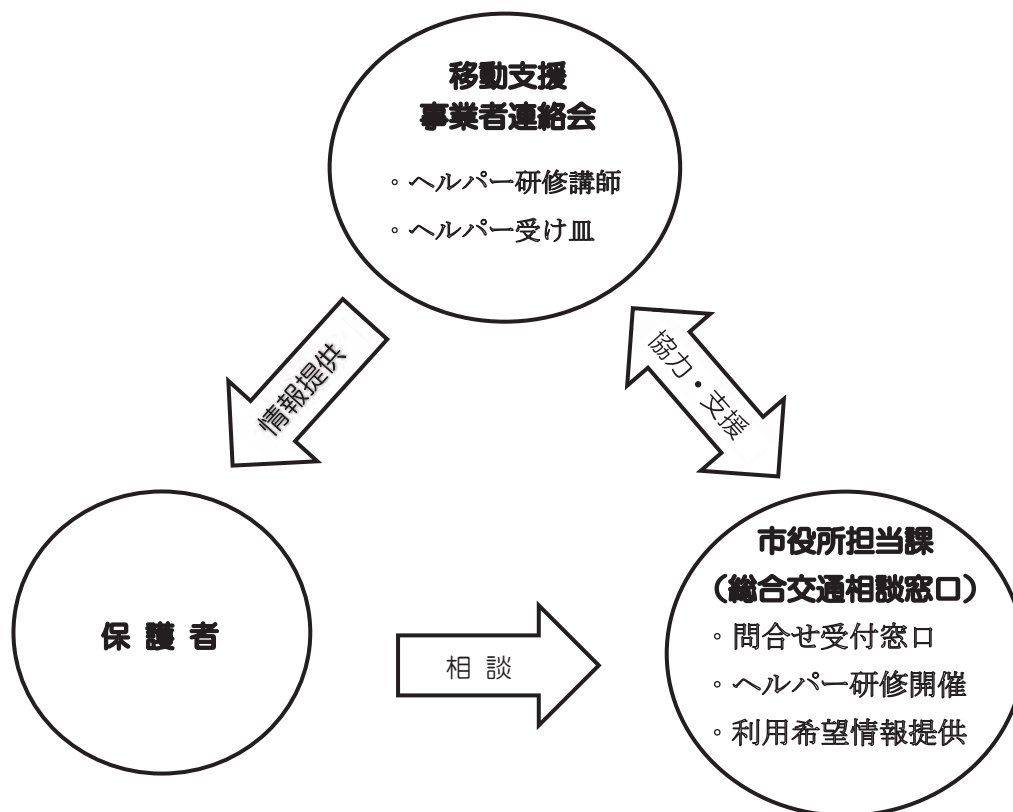 移動支援
事業者連絡会
。ヘルパー研修講師
。ヘルパー受け皿
情報提供
協力・支援
保 護 者
相 談
市役所担当課
（総合交通相談窓口）
。問合せ受付窓口
。ヘルパー研修開催
。利用希望情報提供